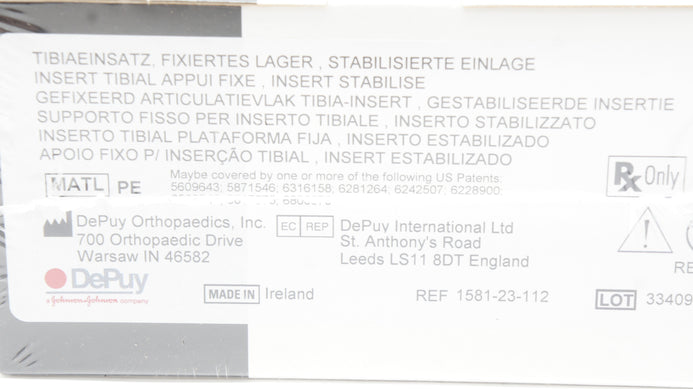 TIBIAEINSATZ, FIXIERTES LAGER , STABILISIERTE EINLAGE
INSERT TIBIAL APPUI FIXE , INSERT STABILISE
GEFIXEERD ARTICULATIEVLAK TIBIA-INSERT , GESTABILISEERDE INSERTIE
SUPPORTO FISSO PER INSERTO TIBIALE , INSERTO STABILIZZATO
INSERTO TIBIAL PLATAFORMA FIJA , INSERTO ESTABILIZADO
APOIO FIXO P/ INSERÇÃO TIBIAL , INSERT ESTABILIZADO
MATL PE
Maybe covered by one or more of the following US Patents:
5609643; 5871546; 6316158; 6281264; 6242507; 6228900;
Rx Only
DePuy Orthopaedics, Inc.
700 Orthopaedic Drive
Warsaw IN 46582
EC REP DePuy International Ltd
St. Anthony's Road
Leeds LS11 8DT England
DePuy
a Johnson&Johnson company
MADE IN Ireland
REF 1581-23-112
LOT 33409
RE